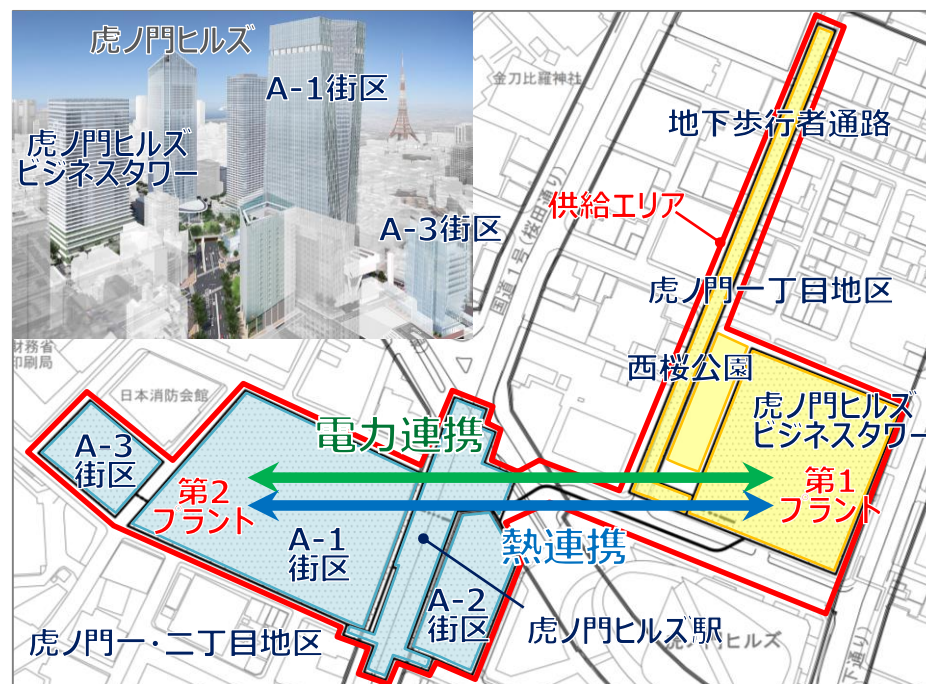 虎ノ門ヒルズ
A-1街区
虎ノ門ヒルズ
ビジネスタワー
A-3街区
金刀比羅神社
地下歩行者通路
供給エリア
国道1号(桜田通り)
虎ノ門一丁目地区
財務省
印刷局
日本消防会館
西桜公園
虎ノ門ヒルズ
ビジネスタワー
電力連携
A-3
街区
第2
プラント
第1
プラント
A-1
街区
熱連携
A-2
街区
虎ノ門ヒルズ駅
虎ノ門一・二丁目地区
虎ノ門ヒルズ
下通り